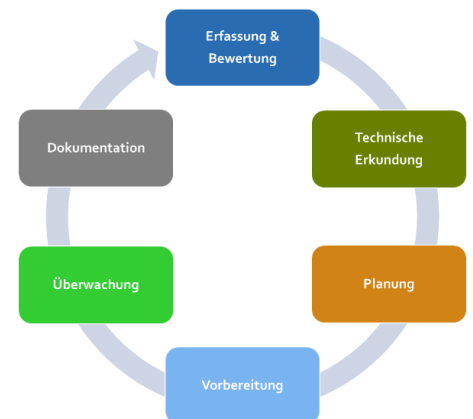 Erfassung &
Bewertung
Technische
Erkundung
Planung
Vorbereitung
Überwachung
Dokumentation